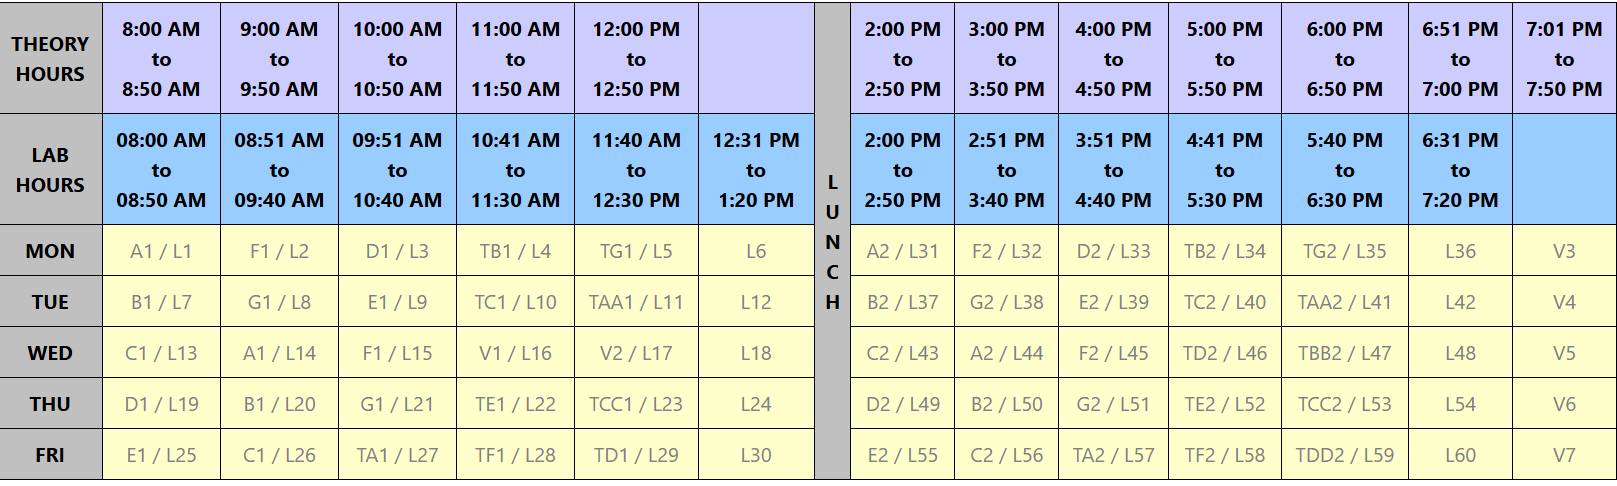 THEORY HOURS 8:00 AM to 8:50 AM 9:00 AM to 9:50 AM 10:00 AM to 10:50 AM 11:00 AM to 11:50 AM 12:00 PM to 12:50 PM LUNCH 2:00 PM to 2:50 PM 3:00 PM to 3:50 PM 4:00 PM to 4:50 PM 5:00 PM to 5:50 PM 6:00 PM to 6:50 PM 6:51 PM to 7:00 PM 7:01 PM to 7:50 PM
LAB HOURS 08:00 AM to 08:50 AM 08:51 AM to 09:40 AM 09:51 AM to 10:40 AM 10:41 AM to 11:30 AM 11:40 AM to 12:30 PM 12:31 PM to 1:20 PM 2:00 PM to 2:50 PM 2:51 PM to 3:40 PM 3:51 PM to 4:40 PM 4:41 PM to 5:30 PM 5:40 PM to 6:30 PM 6:31 PM to 7:20 PM
MON A1 / L1 F1 / L2 D1 / L3 TB1 / L4 TG1 / L5 L6 A2 / L31 F2 / L32 D2 / L33 TB2 / L34 TG2 / L35 L36 V3
TUE B1 / L7 G1 / L8 E1 / L9 TC1 / L10 TAA1 / L11 L12 B2 / L37 G2 / L38 E2 / L39 TC2 / L40 TAA2 / L41 L42 V4
WED C1 / L13 A1 / L14 F1 / L15 V1 / L16 V2 / L17 L18 C2 / L43 A2 / L44 F2 / L45 TD2 / L46 TBB2 / L47 L48 V5
THU D1 / L19 B1 / L20 G1 / L21 TE1 / L22 TCC1 / L23 L24 D2 / L49 B2 / L50 G2 / L51 TE2 / L52 TCC2 / L53 L54 V6
FRI E1 / L25 C1 / L26 TA1 / L27 TF1 / L28 TD1 / L29 L30 E2 / L55 C2 / L56 TA2 / L57 TF2 / L58 TDD2 / L59 L60 V7